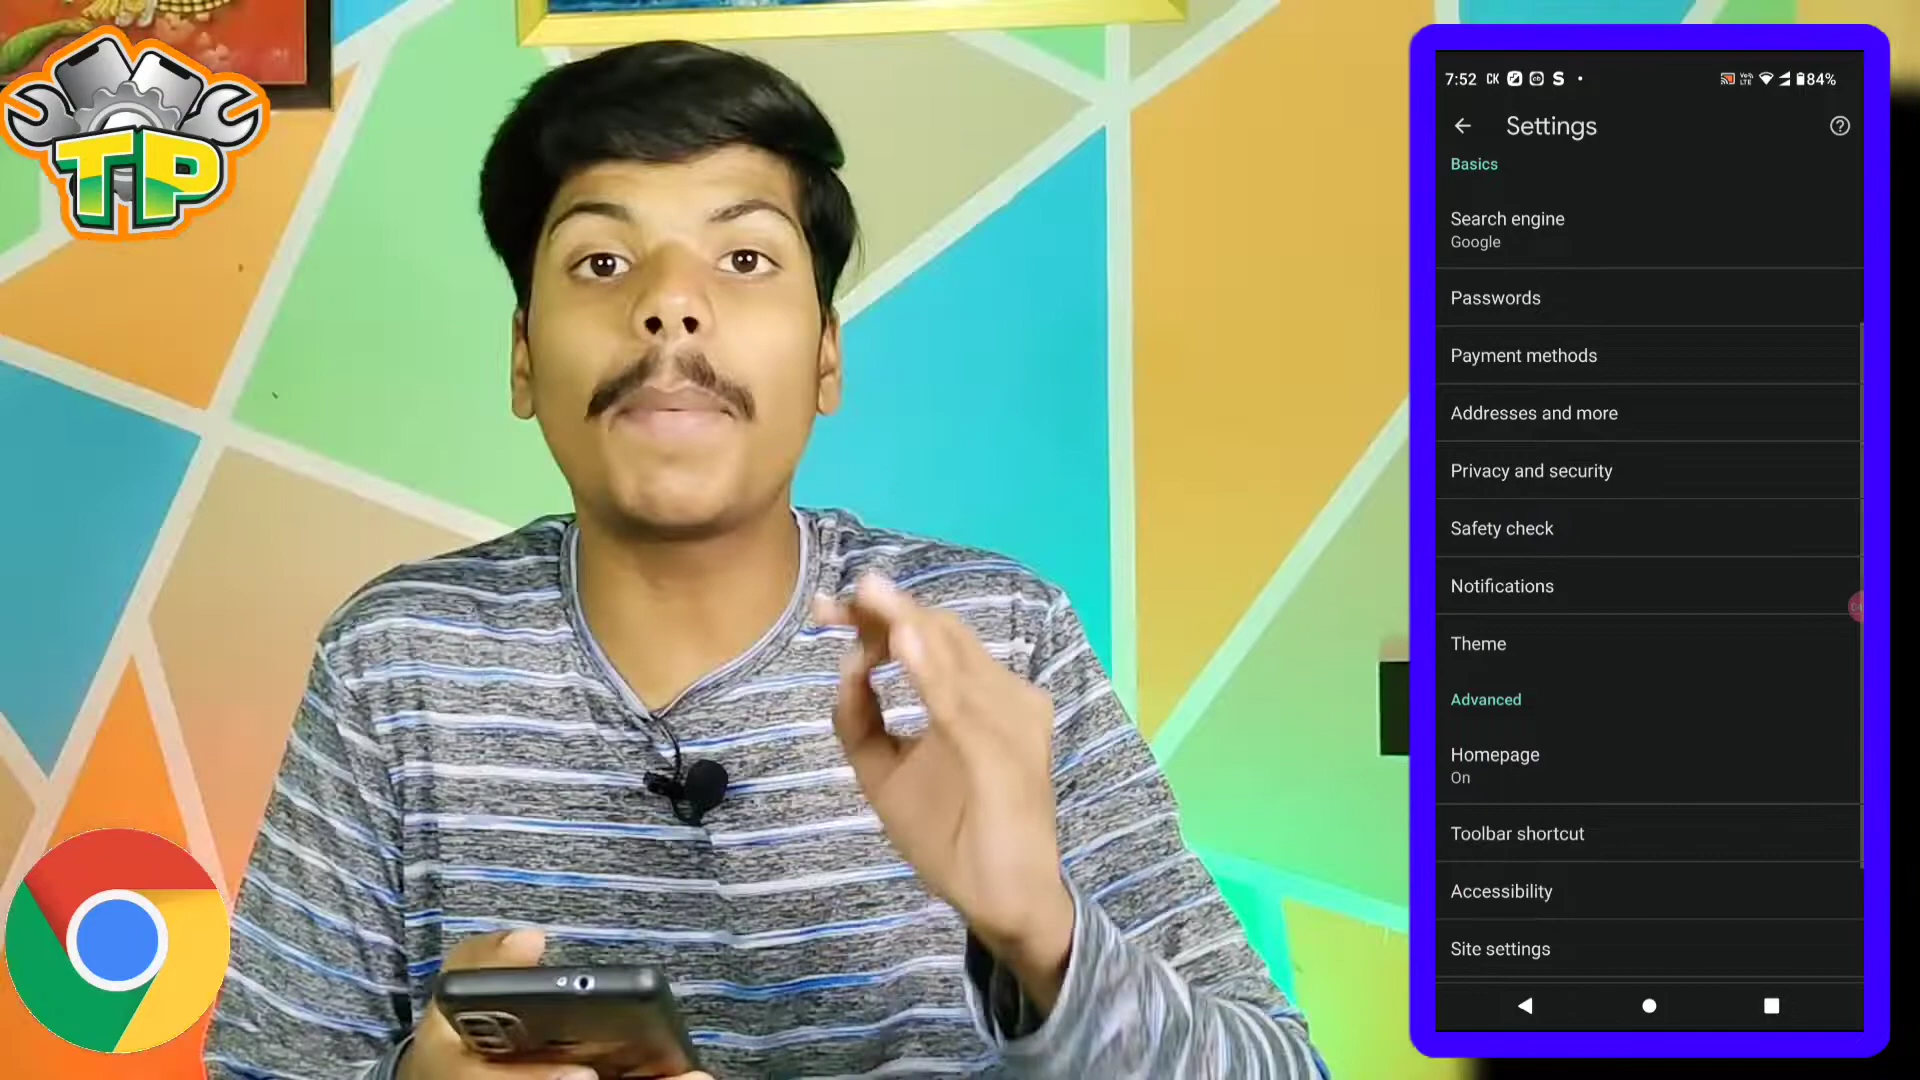 TP
7:52 CK S 84%
Settings
Basics
Search engine
Google
Passwords
Payment methods
Addresses and more
Privacy and security
Safety check
Notifications
Theme
Advanced
Homepage
On
Toolbar shortcut
Accessibility
Site settings